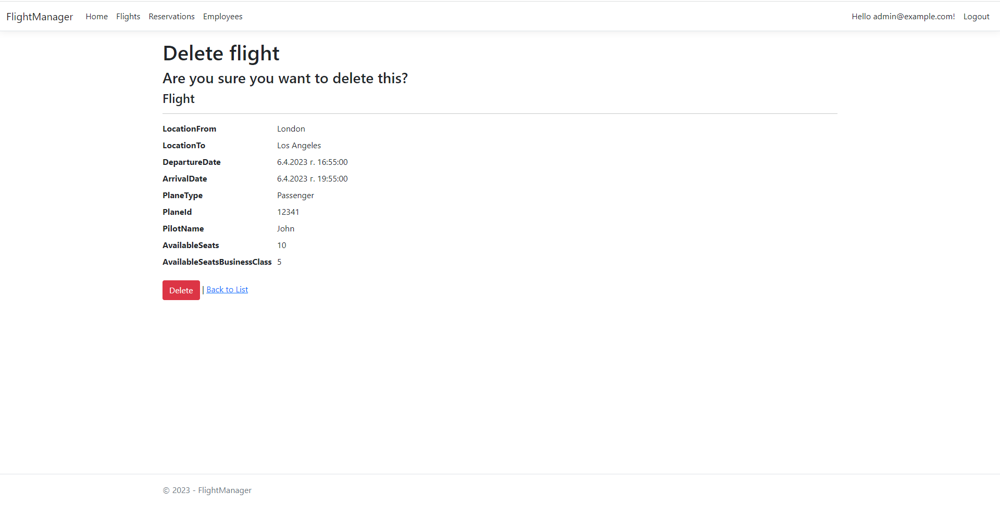 FlightManager Home Flights Reservations Employees Hello admin@example.com! Logout
Delete flight
Are you sure you want to delete this?
Flight
LocationFrom London
LocationTo Los Angeles
DepartureDate 6.4.2023 г. 16:55:00
ArrivalDate 6.4.2023 г. 19:55:00
PlaneType Passenger
PlaneId 12341
PilotName John
AvailableSeats 10
AvailableSeatsBusinessClass 5
Delete | Back to List
© 2023 - FlightManager